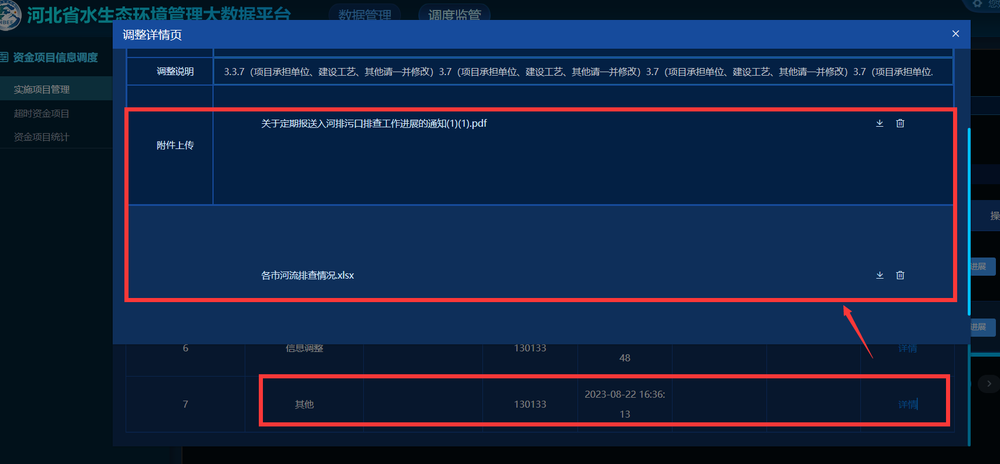 河北省水生态环境管理大数据平台
数据管理
调度监管
HBEE
调整详情页
资金项目信息调度
实施项目管理
超时资金项目
资金项目统计
调整说明
3.3.7（项目承担单位、建设工艺、其他请一并修改）3.7（项目承担单位、建设工艺、其他请一并修改）3.7（项目承担单位、建设工艺、其他请一并修改）3.7（项目承担单位.
附件上传
关于定期报送入河排污口排查工作进展的通知(1)(1).pdf
各市河流排查情况.xlsx
操
进展
进展
6 信息调整 130133 48 详情
7 其他 130133 2023-08-22 16:36:
13 详情